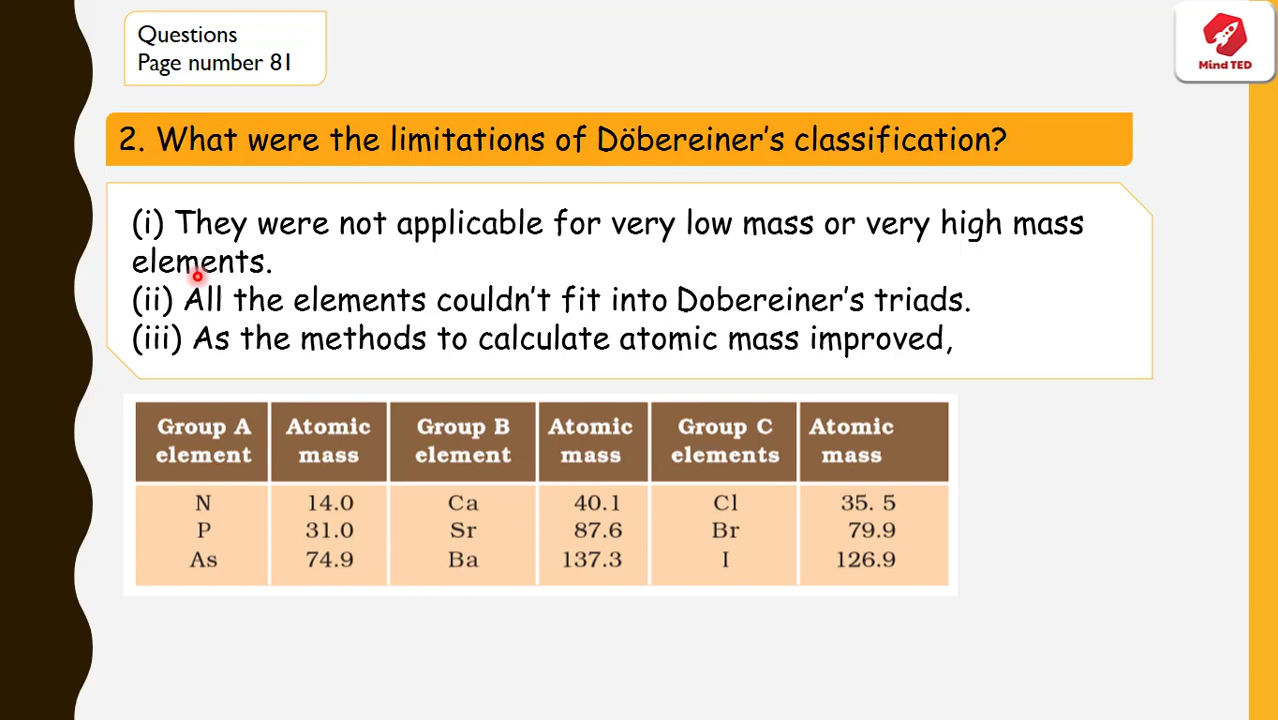 Questions
Page number 81
Mind TED
2. What were the limitations of Döbereiner's classification?
(i) They were not applicable for very low mass or very high mass
elements.
(ii) All the elements couldn't fit into Dobereiner's triads.
(iii) As the methods to calculate atomic mass improved,
Group A element Atomic mass Group B element Atomic mass Group C elements Atomic mass
N 14.0 Ca 40.1 Cl 35. 5
P 31.0 Sr 87.6 Br 79.9
As 74.9 Ba 137.3 I 126.9